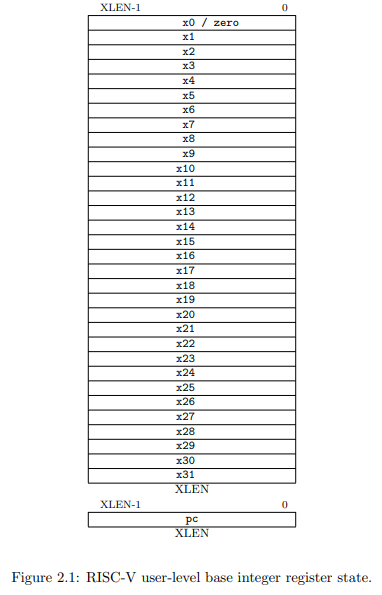 XLEN-1 0
x0 / zero
x1
x2
x3
x4
x5
x6
x7
x8
x9
x10
x11
x12
x13
x14
x15
x16
x17
x18
x19
x20
x21
x22
x23
x24
x25
x26
x27
x28
x29
x30
x31
XLEN
XLEN-1 0
pc
XLEN
Figure 2.1: RISC-V user-level base integer register state.